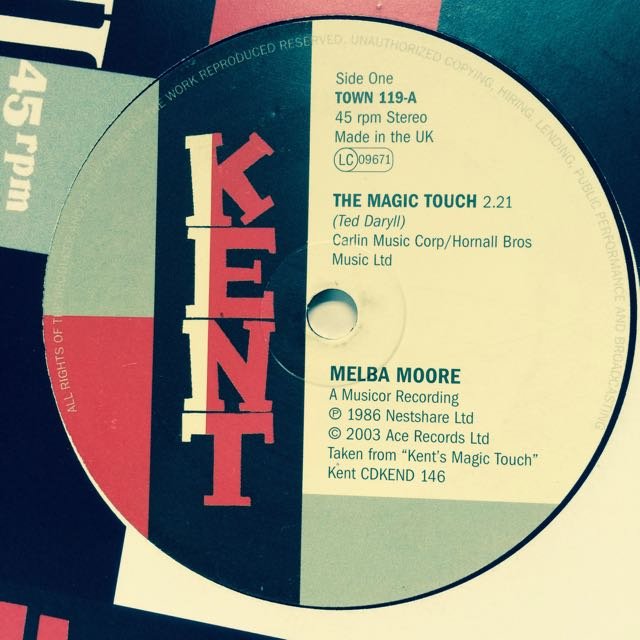 45 rpm
ALL RIGHTS OF T
WORK REPRODUCED RESERVED. UNAUTHORIZED COPYING, HIRING, LENDING, PUBLIC PERFORMANCE AND BROADCASTING
KENT
Side One
TOWN 119-A
45 rpm Stereo
Made in the UK
LC 09671
THE MAGIC TOUCH 2.21
(Ted Daryll)
Carlin Music Corp/Hornall Bros
Music Ltd
MELBA MOORE
A Musicor Recording
℗ 1986 Nestshare Ltd
© 2003 Ace Records Ltd
Taken from “Kent's Magic Touch”
Kent CDKEND 146